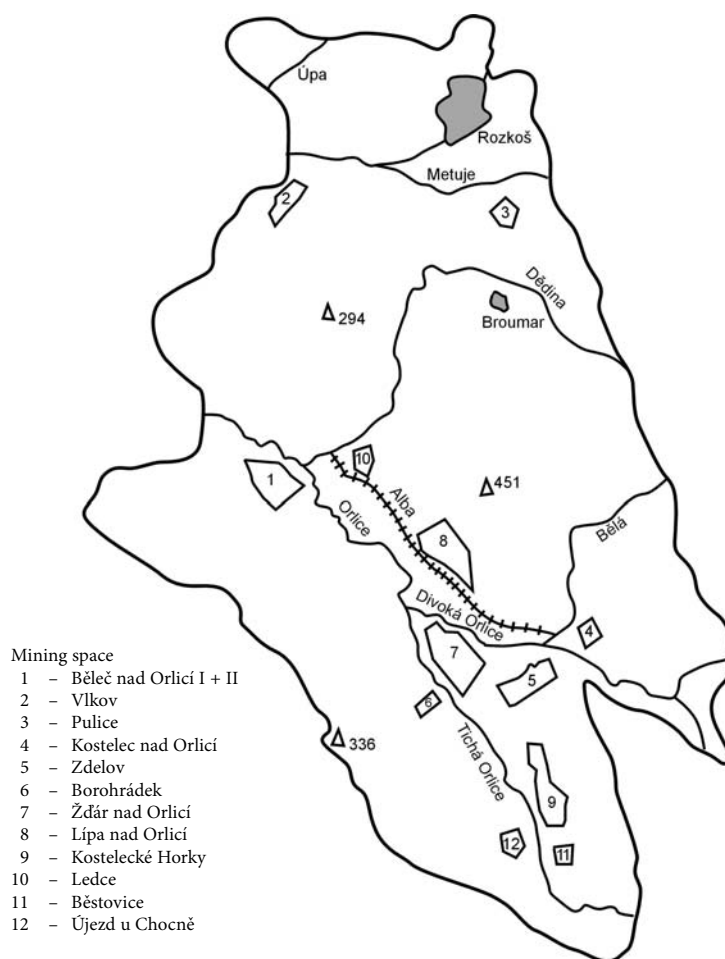 Úpa
Rozkoš
Metuje
2
3
Dědina
Broumar
294
10
1
451
Alba
Orlice
8
Bělá
Divoká Orlice
4
7
5
6
Tichá Orlice
336
9
12
11
Mining space
1 – Běleč nad Orlicí I + II
2 – Vlkov
3 – Pulice
4 – Kostelec nad Orlicí
5 – Zdelov
6 – Borohrádek
7 – Žďár nad Orlicí
8 – Lípa nad Orlicí
9 – Kostelecké Horky
10 – Ledce
11 – Běstovice
12 – Újezd u Chocně